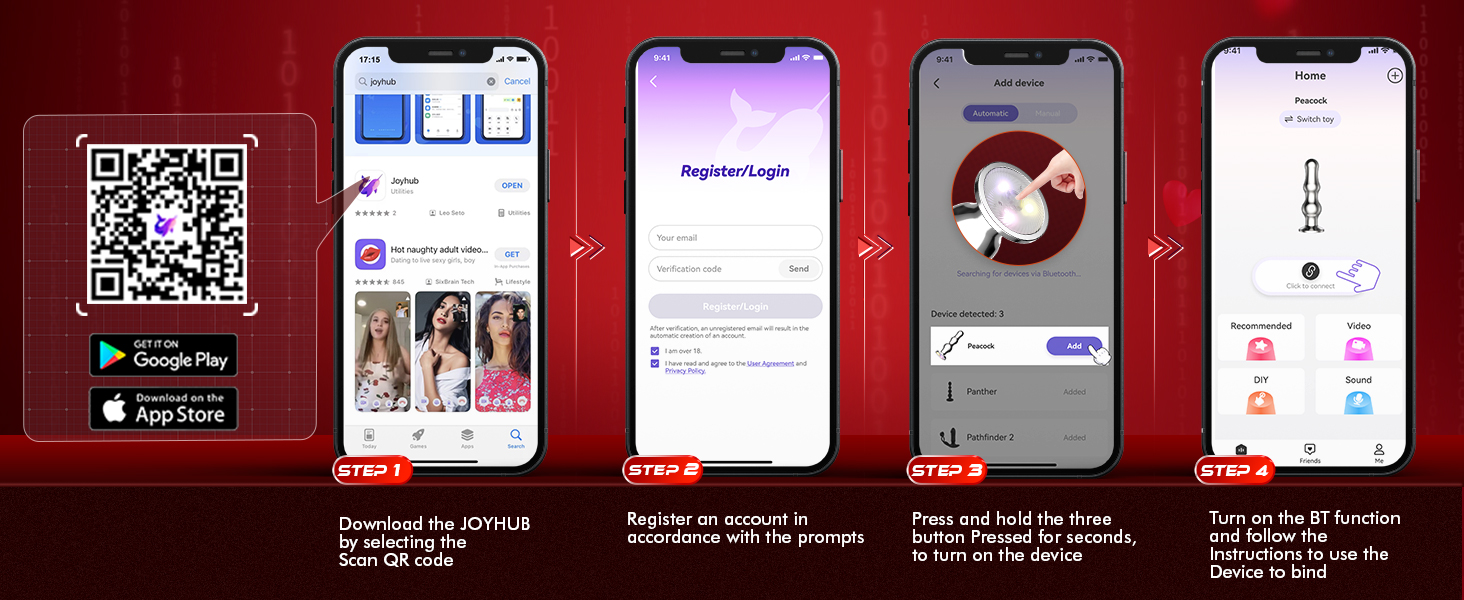 GET IT ON
Google Play
Download on the
App Store
17:15
joyhub
Cancel
Joyhub
Utilities
OPEN
★★★★★ 2
Leo Seto
Utilities
Hot naughty adult video...
Dating to live sexy girls, boy
GET
In-App Purchases
845
SixBrain Tech
Lifestyle
Today
Games
Apps
Search
STEP 1
Download the JOYHUB
by selecting the
Scan QR code
9:41
Register/Login
Your email
Verification code
Send
Register/Login
After verification, an unregistered email will result in the
automatic creation of an account.
I am over 18.
I have read and agree to the User Agreement and
Privacy Policy.
STEP 2
Register an account in
accordance with the prompts
9:41
Add device
Automatic
Manual
Searching for devices via Bluetooth...
Device detected: 3
Peacock
Add
Panther
Added
Pathfinder 2
Added
STEP 3
Press and hold the three
button Pressed for seconds,
to turn on the device
9:41
Home
Peacock
Switch toy
Click to connect
Recommended
Video
DIY
Sound
Friends
Me
STEP 4
Turn on the BT function
and follow the
Instructions to use the
Device to bind